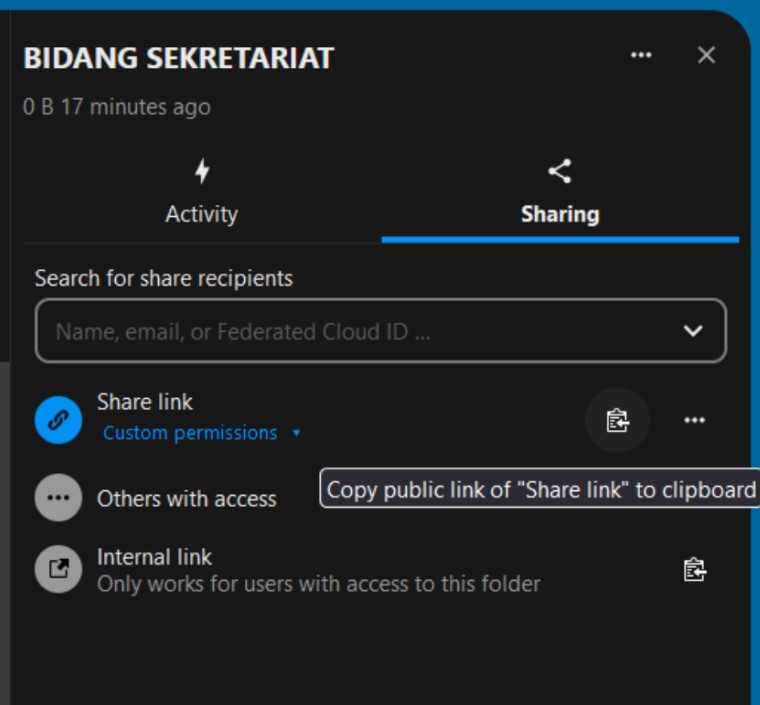 BIDANG SEKRETARIAT
0 B 17 minutes ago
Activity
Sharing
Search for share recipients
Name, email, or Federated Cloud ID ...
Share link
Custom permissions
Others with access
Copy public link of "Share link" to clipboard
Internal link
Only works for users with access to this folder